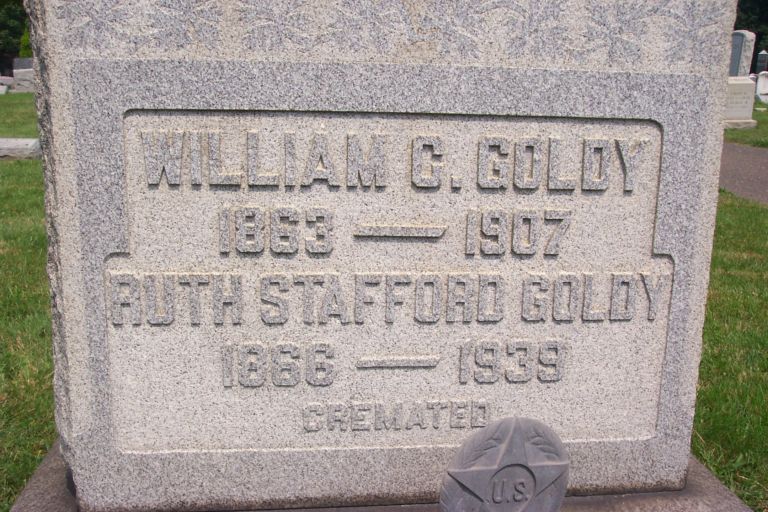 WILLIAM C. GOLDY
1863 — 1907
RUTH STAFFORD GOLDY
1866 — 1939
CREMATED
U.S.